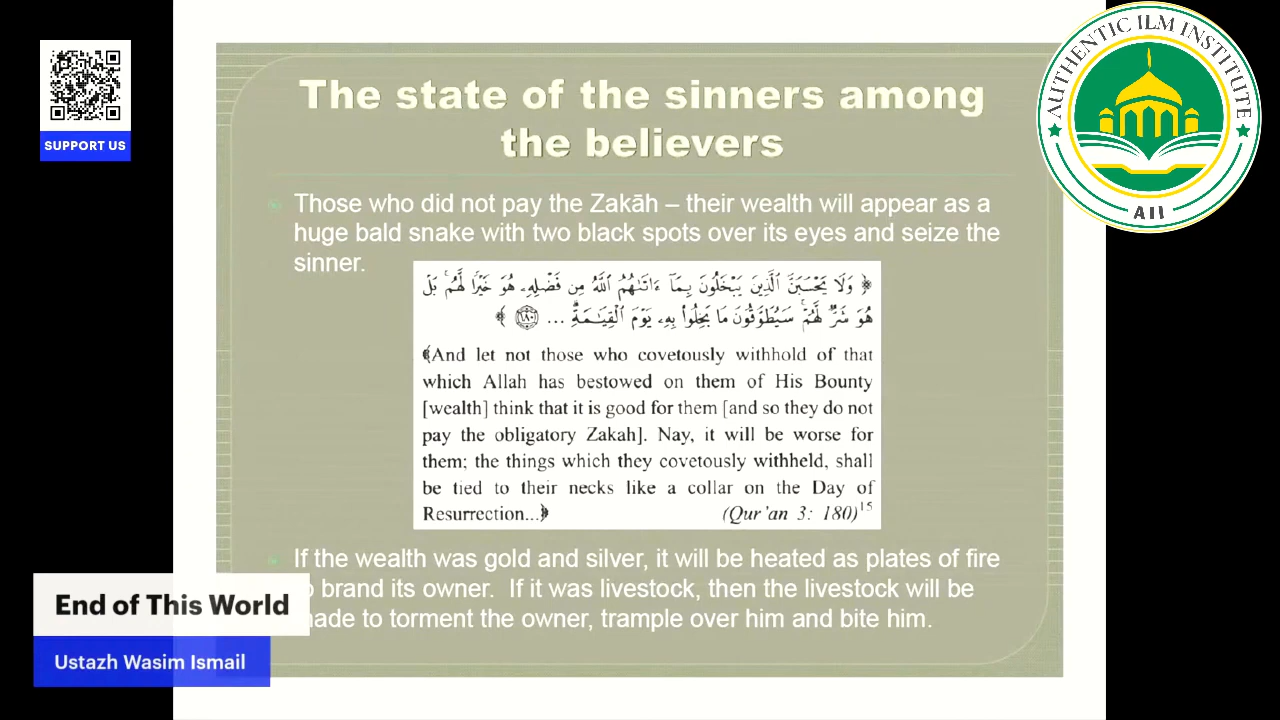 The state of the sinners among
the believers
Those who did not pay the Zakāh – their wealth will appear as a
huge bald snake with two black spots over its eyes and seize the
sinner.
﴿ وَلَا يَحْسَبَنَّ ٱلَّذِينَ يَبْخَلُونَ بِمَآ ءَاتَىٰهُمُ ٱللَّهُ مِن فَضْلِهِۦ هُوَ خَيْرًا لَّهُم ۖ بَلْ
هُوَ شَرٌّ لَّهُمْ ۖ سَيُطَوَّقُونَ مَا بَخِلُوا۟ بِهِۦ يَوْمَ ٱلْقِيَـٰمَةِ ۗ ... ١٨٠ ﴾
﴾And let not those who covetously withhold of that
which Allah has bestowed on them of His Bounty
[wealth] think that it is good for them [and so they do not
pay the obligatory Zakah]. Nay, it will be worse for
them; the things which they covetously withheld, shall
be tied to their necks like a collar on the Day of
Resurrection...﴿ (Qur'an 3: 180)15
If the wealth was gold and silver, it will be heated as plates of fire
brand its owner. If it was livestock, then the livestock will be
to torment the owner, trample over him and bite him.
SUPPORT US
End of This World
Ustazh Wasim Ismail
AUTHENTIC ILM INSTITUTE
AII